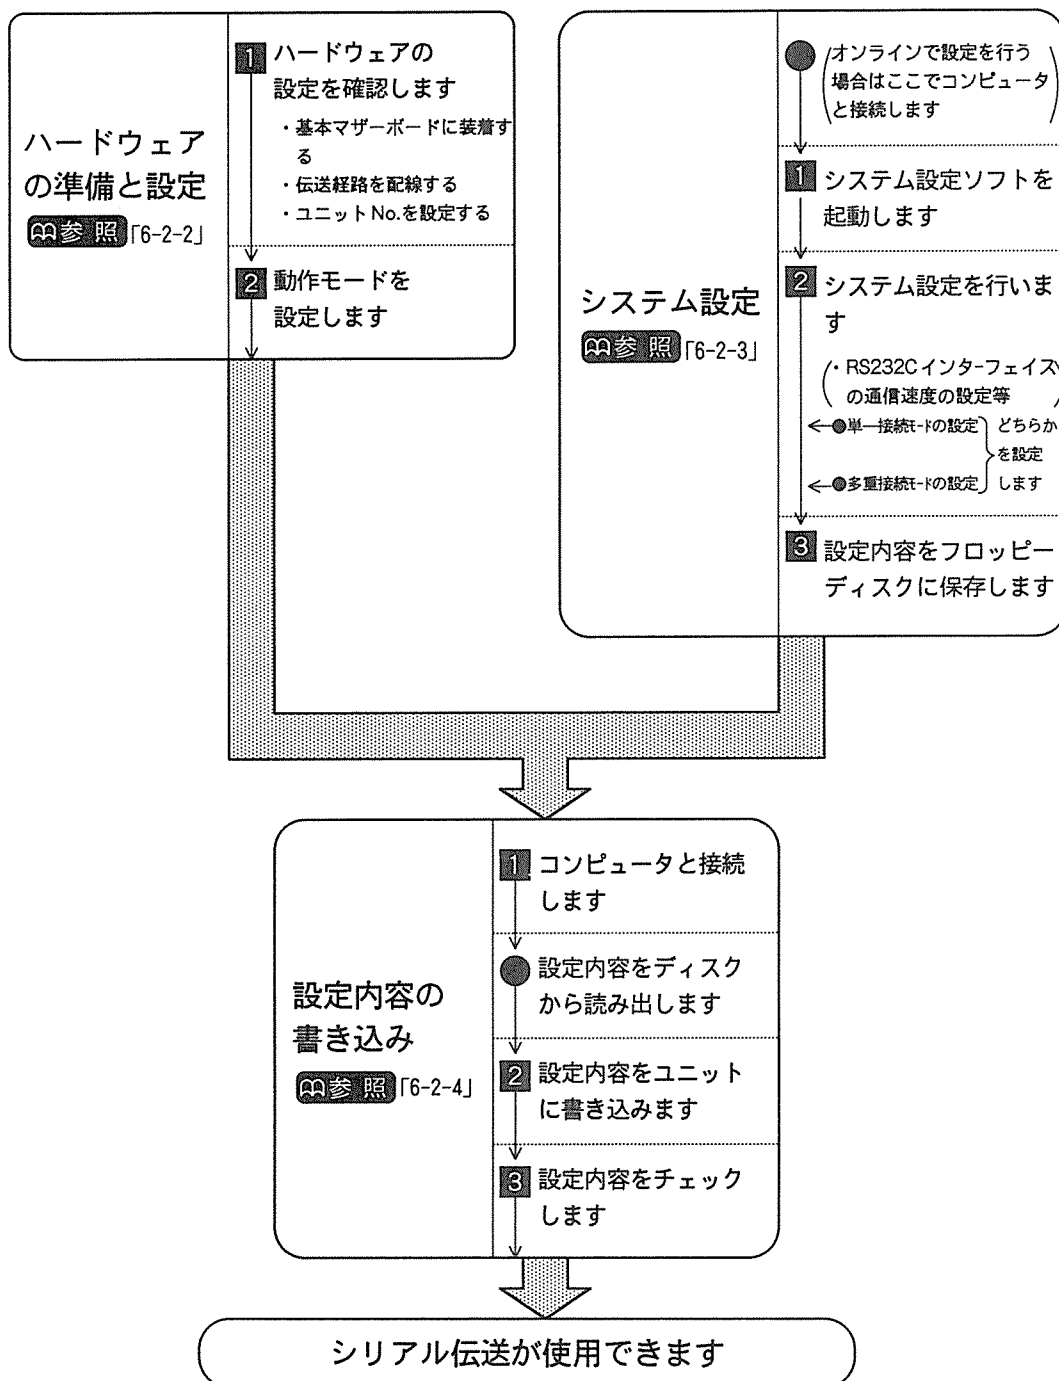 ハードウェア
の準備と設定
参照「6-2-2」
1 ハードウェアの
設定を確認します
・基本マザーボードに装着す
る
・伝送経路を配線する
・ユニットNo.を設定する
2 動作モードを
設定します
システム設定
参照「6-2-3」
(オンラインで設定を行う
場合はここでコンピュータ
と接続します)
1 システム設定ソフトを
起動します
2 システム設定を行いま
す
(・RS232Cインターフェイス
の通信速度の設定等)
●単一接続モードの設定
●多重接続モードの設定
どちらか
を設定
します
3 設定内容をフロッピー
ディスクに保存します
設定内容の
書き込み
参照「6-2-4」
1 コンピュータと接続
します
設定内容をディスク
から読み出します
2 設定内容をユニット
に書き込みます
3 設定内容をチェック
します
シリアル伝送が使用できます